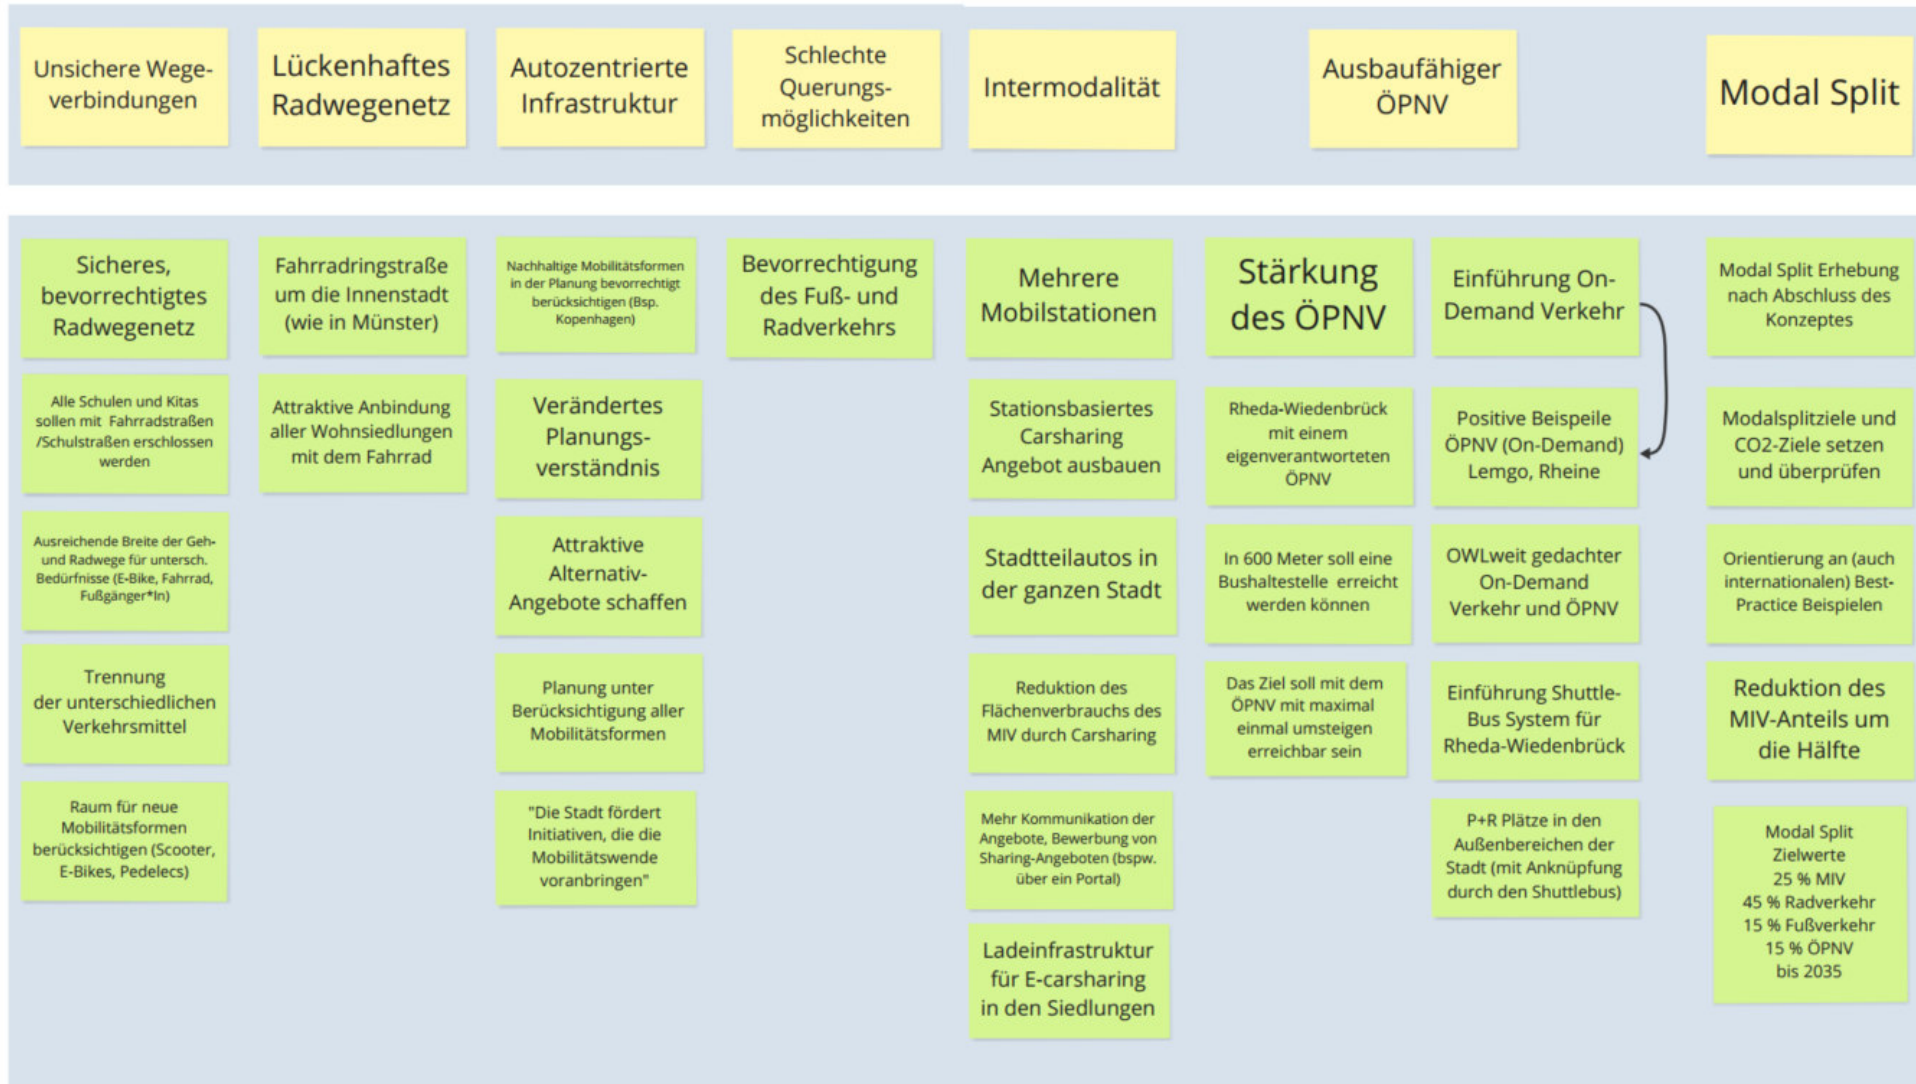 Unsichere Wege-
verbindungen
Lückenhaftes
Radwegenetz
Autozentrierte
Infrastruktur
Schlechte
Querungs-
möglichkeiten
Intermodalität
Ausbaufähiger
ÖPNV
Modal Split
Sicheres,
bevorrechtigtes
Radwegenetz
Alle Schulen und Kitas
sollen mit Fahrradstraßen
/Schulstraßen erschlossen
werden
Ausreichende Breite der Geh-
und Radwege für untersch.
Bedürfnisse (E-Bike, Fahrrad,
Fußgänger*In)
Trennung
der unterschiedlichen
Verkehrsmittel
Raum für neue
Mobilitätsformen
berücksichtigen (Scooter,
E-Bikes, Pedelecs)
Fahrradringstraße
um die Innenstadt
(wie in Münster)
Attraktive Anbindung
aller Wohnsiedlungen
mit dem Fahrrad
Nachhaltige Mobilitätsformen
in der Planung bevorrechtigt
berücksichtigen (Bsp.
Kopenhagen)
Verändertes
Planungs-
verständnis
Attraktive
Alternativ-
Angebote schaffen
Planung unter
Berücksichtigung aller
Mobilitätsformen
"Die Stadt fördert
Initiativen, die die
Mobilitätswende
voranbringen"
Bevorrechtigung
des Fuß- und
Radverkehrs
Mehrere
Mobilstationen
Stationsbasiertes
Carsharing
Angebot ausbauen
Stadtteilautos in
der ganzen Stadt
Reduktion des
Flächenverbrauchs des
MIV durch Carsharing
Mehr Kommunikation der
Angebote, Bewerbung von
Sharing-Angeboten (bspw.
über ein Portal)
Ladeinfrastruktur
für E-carsharing
in den Siedlungen
Stärkung
des ÖPNV
Rheda-Wiedenbrück
mit einem
eigenverantworteten
ÖPNV
In 600 Meter soll eine
Bushaltestelle erreicht
werden können
Das Ziel soll mit dem
ÖPNV mit maximal
einmal umsteigen
erreichbar sein
Einführung On-
Demand Verkehr
Positive Beispeile
ÖPNV (On-Demand)
Lemgo, Rheine
OWLweit gedachter
On-Demand
Verkehr und ÖPNV
Einführung Shuttle-
Bus System für
Rheda-Wiedenbrück
P+R Plätze in den
Außenbereichen der
Stadt (mit Anknüpfung
durch den Shuttlebus)
Modal Split Erhebung
nach Abschluss des
Konzeptes
Modalsplitziele und
CO2-Ziele setzen
und überprüfen
Orientierung an (auch
internationalen) Best-
Practice Beispielen
Reduktion des
MIV-Anteils um
die Hälfte
Modal Split
Zielwerte
25 % MIV
45 % Radverkehr
15 % Fußverkehr
15 % ÖPNV
bis 2035